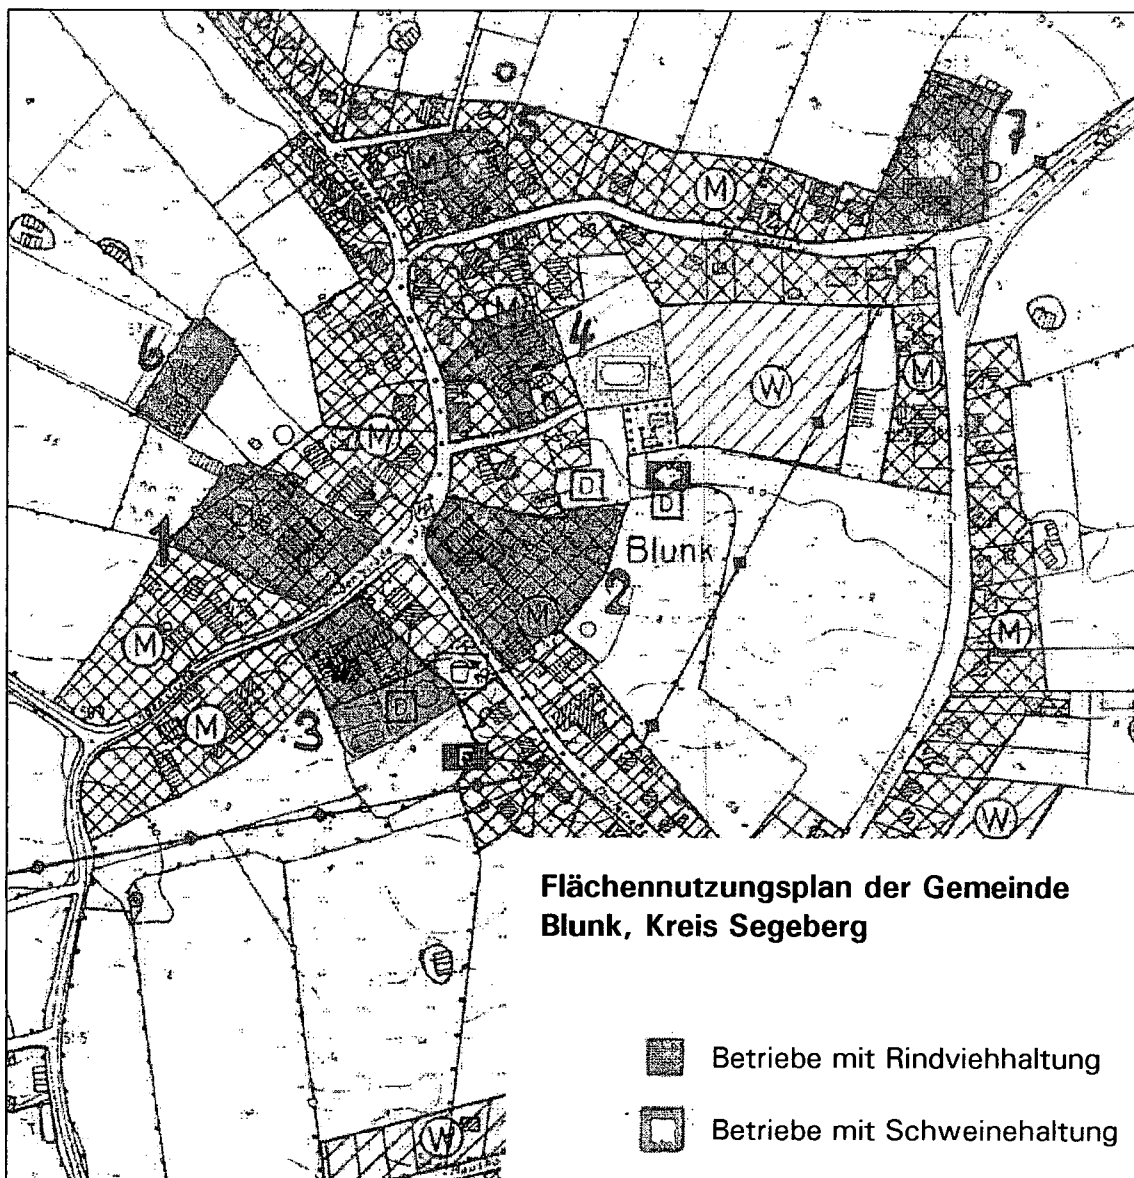 5
M
7
M
4
M
6
W
M
M
D
D
1
Blunk
2
M
M
M
M
D
3
F
W
Flächennutzungsplan der Gemeinde
Blunk, Kreis Segeberg
Betriebe mit Rindviehhaltung
Betriebe mit Schweinehaltung
W